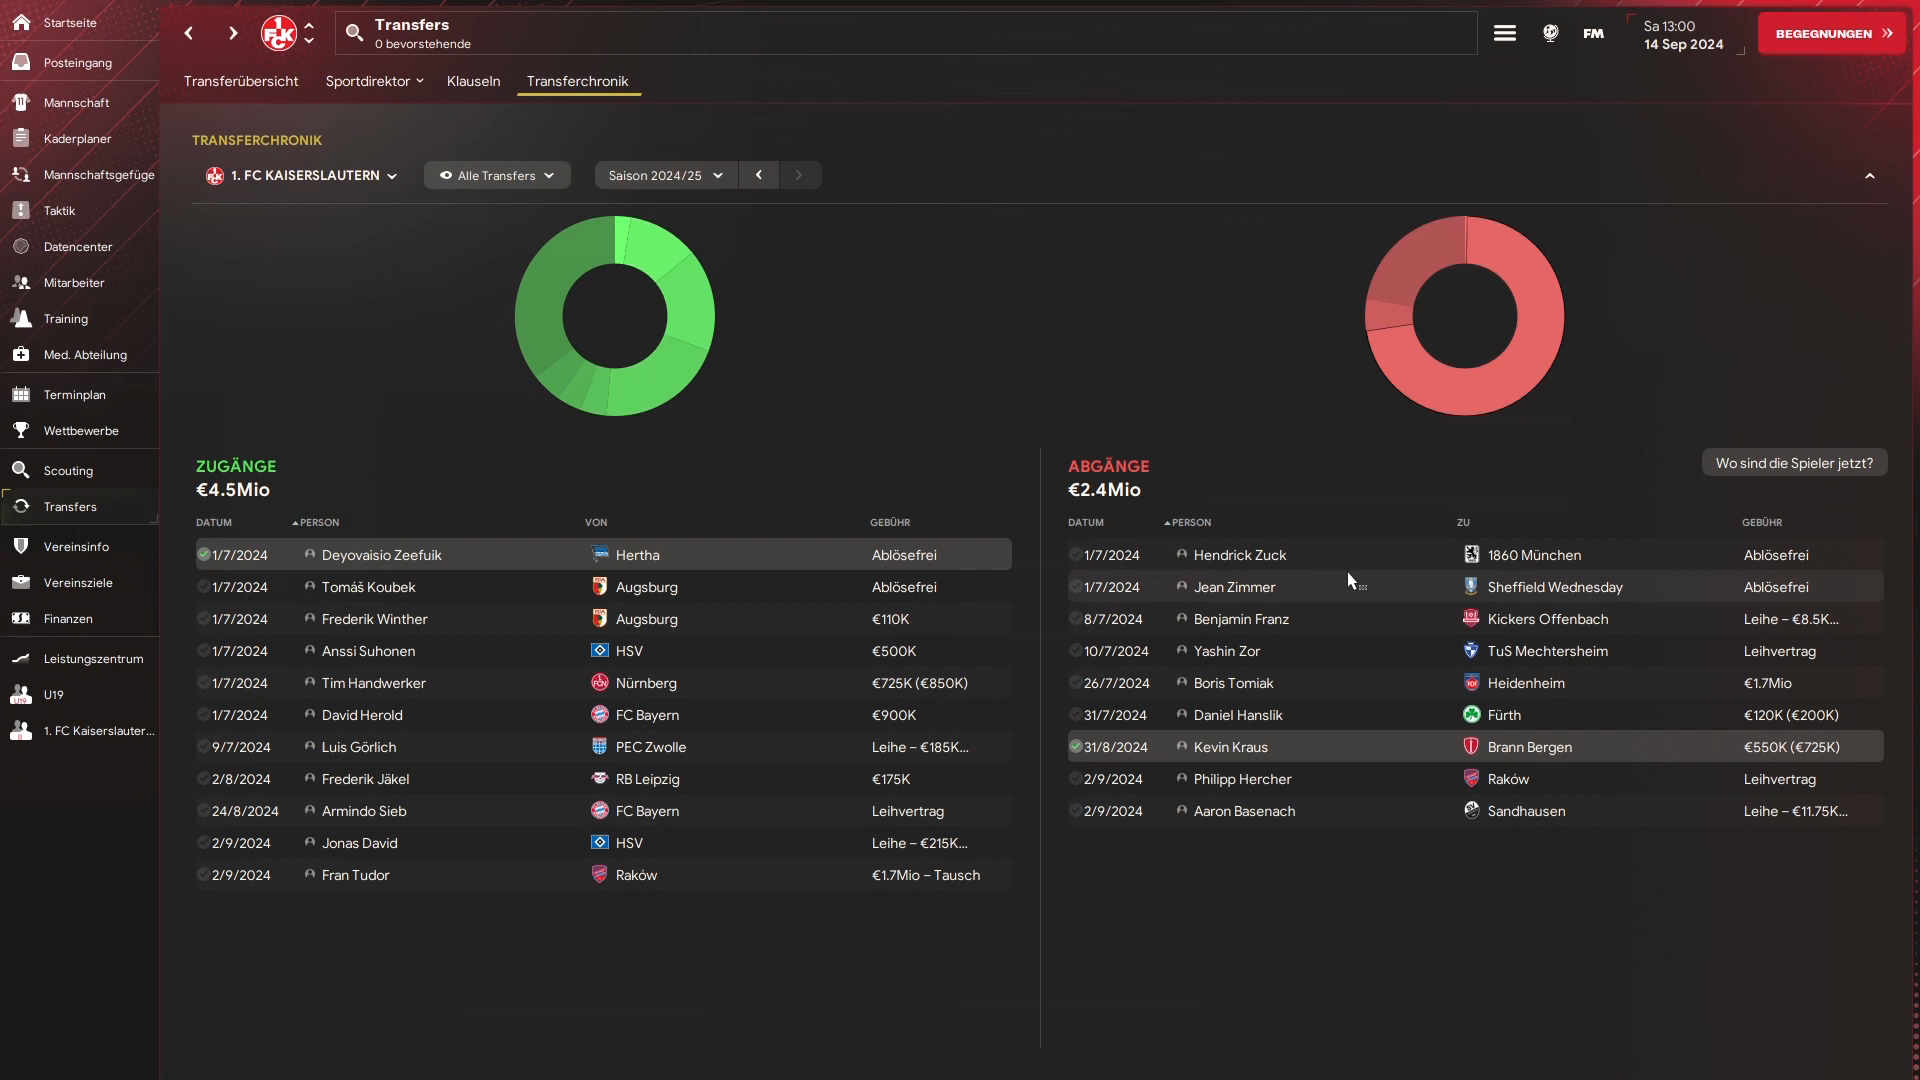 Startseite
Posteingang
Mannschaft
Kaderplaner
Mannschaftsgefüge
Taktik
Datencenter
Mitarbeiter
Training
Med. Abteilung
Terminplan
Wettbewerbe
Scouting
Transfers
Vereinsinfo
Vereinsziele
Finanzen
Leistungszentrum
U19
1. FC Kaiserslauter...
Transfers
0 bevorstehende
FM
Sa 13:00
14 Sep 2024
BEGEGNUNGEN
Transferübersicht Sportdirektor Klauseln Transferchronik
TRANSFERCHRONIK
1. FC KAISERSLAUTERN Alle Transfers Saison 2024/25
ZUGÄNGE
€4.5Mio
DATUM PERSON VON GEBÜHR
1/7/2024 Deyovaisio Zeefuik Hertha Ablösefrei
1/7/2024 Tomáš Koubek Augsburg Ablösefrei
1/7/2024 Frederik Winther Augsburg €110K
1/7/2024 Anssi Suhonen HSV €500K
1/7/2024 Tim Handwerker Nürnberg €725K (€850K)
1/7/2024 David Herold FC Bayern €900K
9/7/2024 Luis Görlich PEC Zwolle Leihe – €185K...
2/8/2024 Frederik Jäkel RB Leipzig €175K
24/8/2024 Armindo Sieb FC Bayern Leihvertrag
2/9/2024 Jonas David HSV Leihe – €215K...
2/9/2024 Fran Tudor Raków €1.7Mio – Tausch
ABGÄNGE
€2.4Mio
Wo sind die Spieler jetzt?
DATUM PERSON ZU GEBÜHR
1/7/2024 Hendrick Zuck 1860 München Ablösefrei
1/7/2024 Jean Zimmer Sheffield Wednesday Ablösefrei
8/7/2024 Benjamin Franz Kickers Offenbach Leihe – €8.5K...
10/7/2024 Yashin Zor TuS Mechtersheim Leihvertrag
26/7/2024 Boris Tomiak Heidenheim €1.7Mio
31/7/2024 Daniel Hanslik Fürth €120K (€200K)
31/8/2024 Kevin Kraus Brann Bergen €550K (€725K)
2/9/2024 Philipp Hercher Raków Leihvertrag
2/9/2024 Aaron Basenach Sandhausen Leihe – €11.75K...